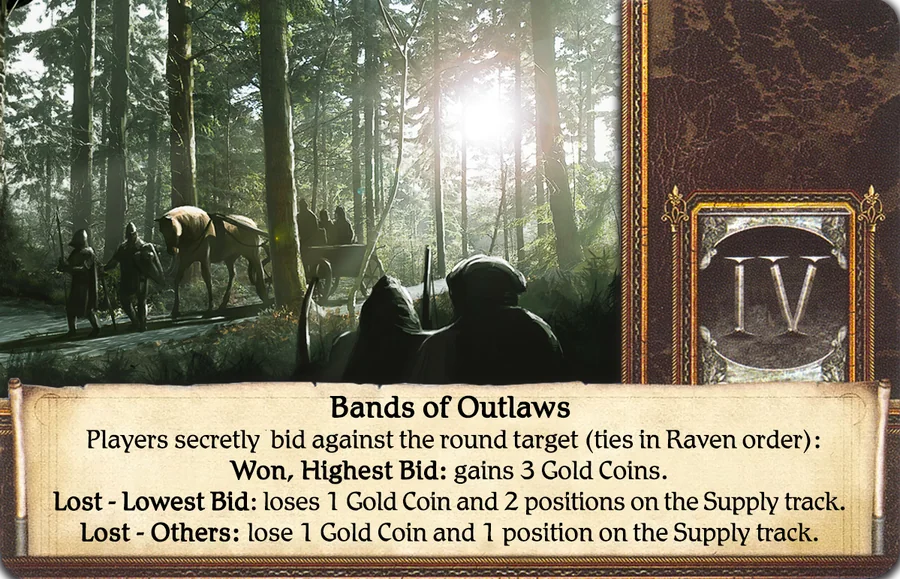 IV
Bands of Outlaws
Players secretly bid against the round target (ties in Raven order):
Won, Highest Bid: gains 3 Gold Coins.
Lost - Lowest Bid: loses 1 Gold Coin and 2 positions on the Supply track.
Lost - Others: lose 1 Gold Coin and 1 position on the Supply track.